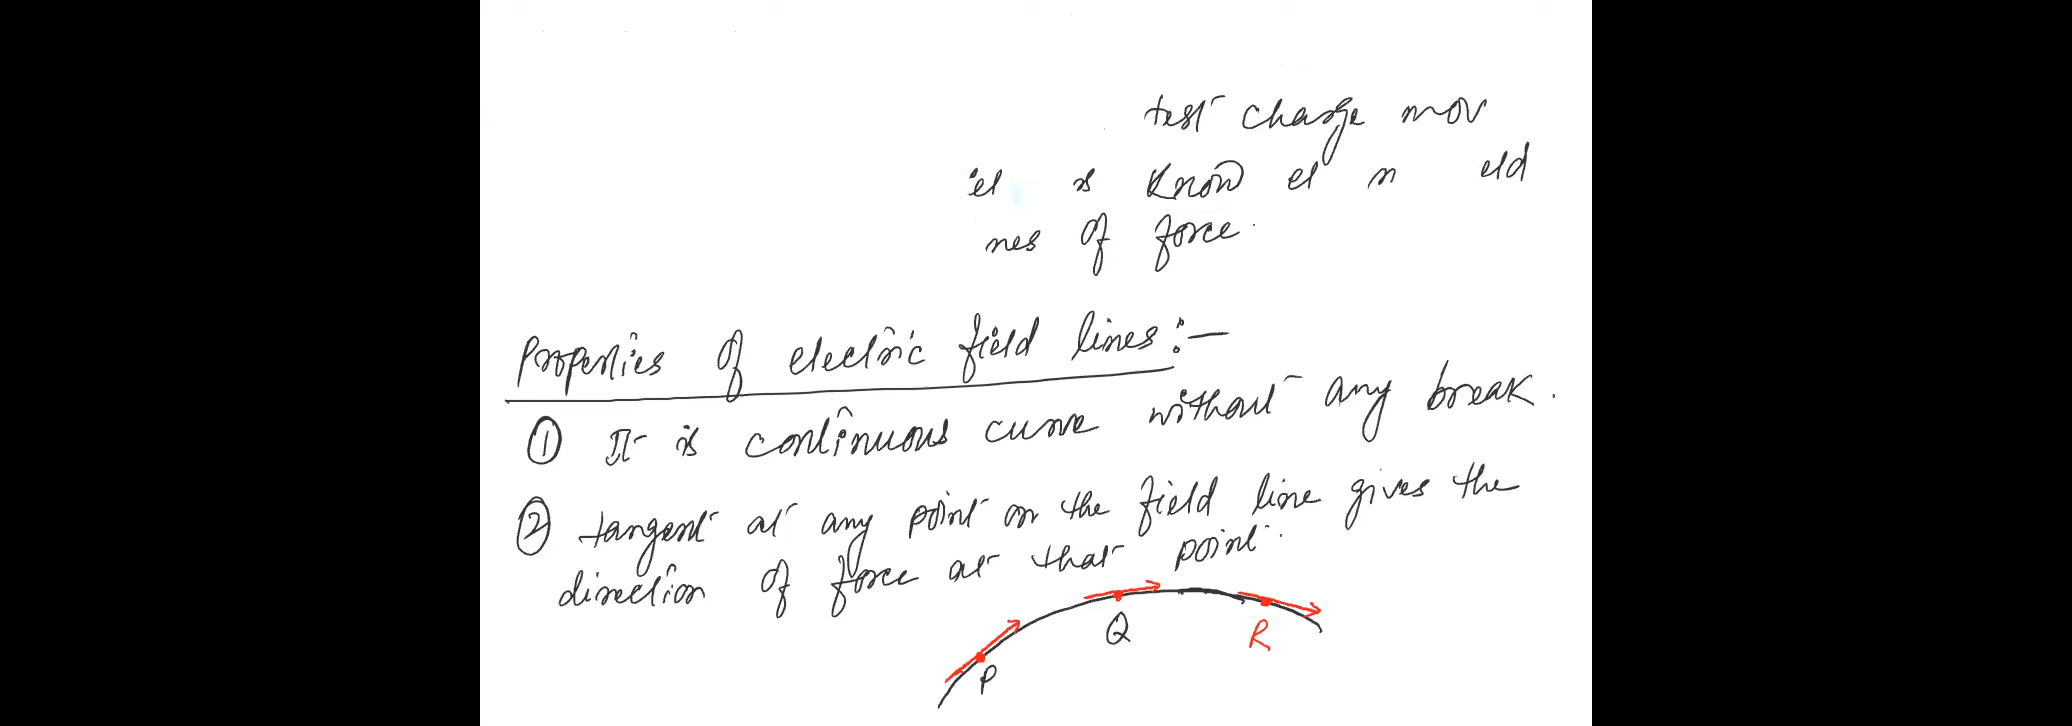 test charge mov
is know el n eld
nes of force.
Properties of electric field lines :-
① It is continuous curve without any break.
② tangent at any point on the field line gives the
direction of force at that point.
P
Q
R